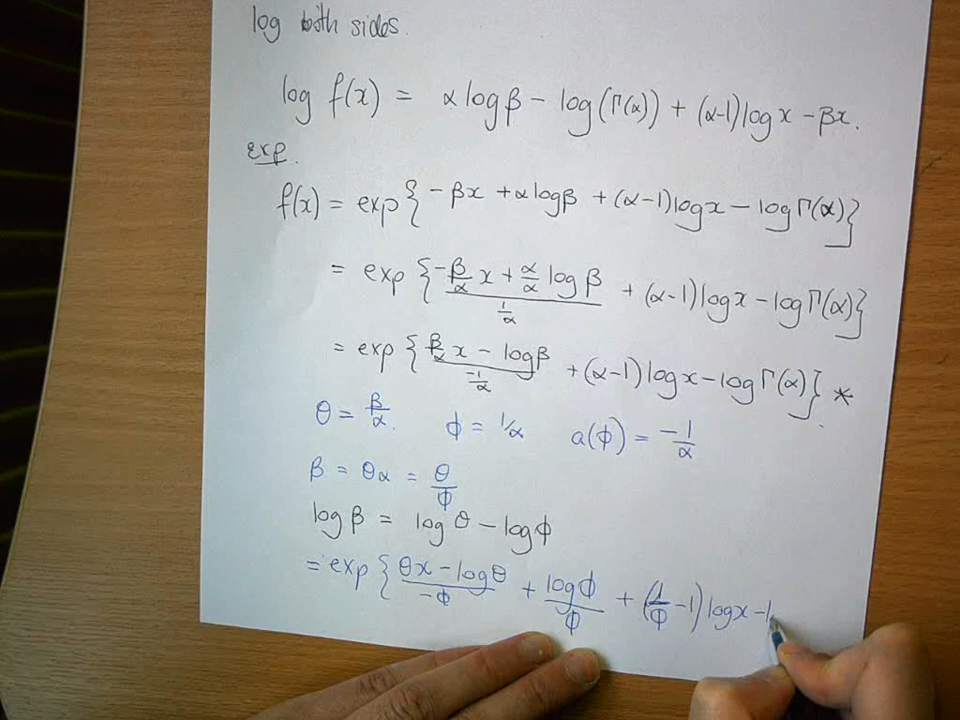 log both sides.
log f(x) = α log β − log(Γ(α)) + (α-1) log x − βx.
exp.
f(x) = exp{ −βx + α log β + (α-1) log x − log Γ(α)}
= exp { (−β/α x + α/α log β) / (1/α) + (α-1) log x − log Γ(α)}
= exp { (β/α x − log β) / (-1/α) + (α-1) log x − log Γ(α)} *
θ = β/α. ϕ = 1/α a(ϕ) = −1/α
β = θα = θ/ϕ
log β = log θ − log ϕ
= exp { (θx − log θ) / −ϕ + log ϕ / ϕ + (1/ϕ −1) log x − l